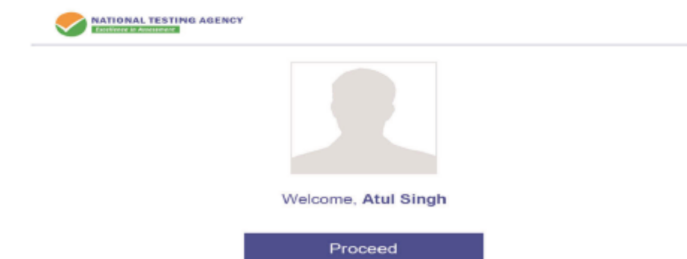 NATIONAL TESTING AGENCY
Excellence in Assessment
Welcome, Atul Singh
Proceed